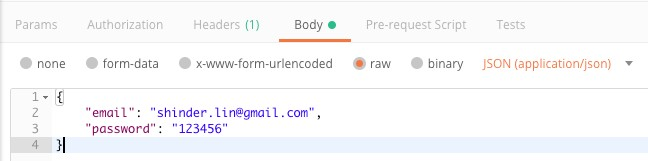 Params Authorization Headers (1) Body Pre-request Script Tests
none form-data x-www-form-urlencoded raw binary JSON (application/json)
1 {
2 "email": "shinder.lin@gmail.com",
3 "password": "123456"
4 }